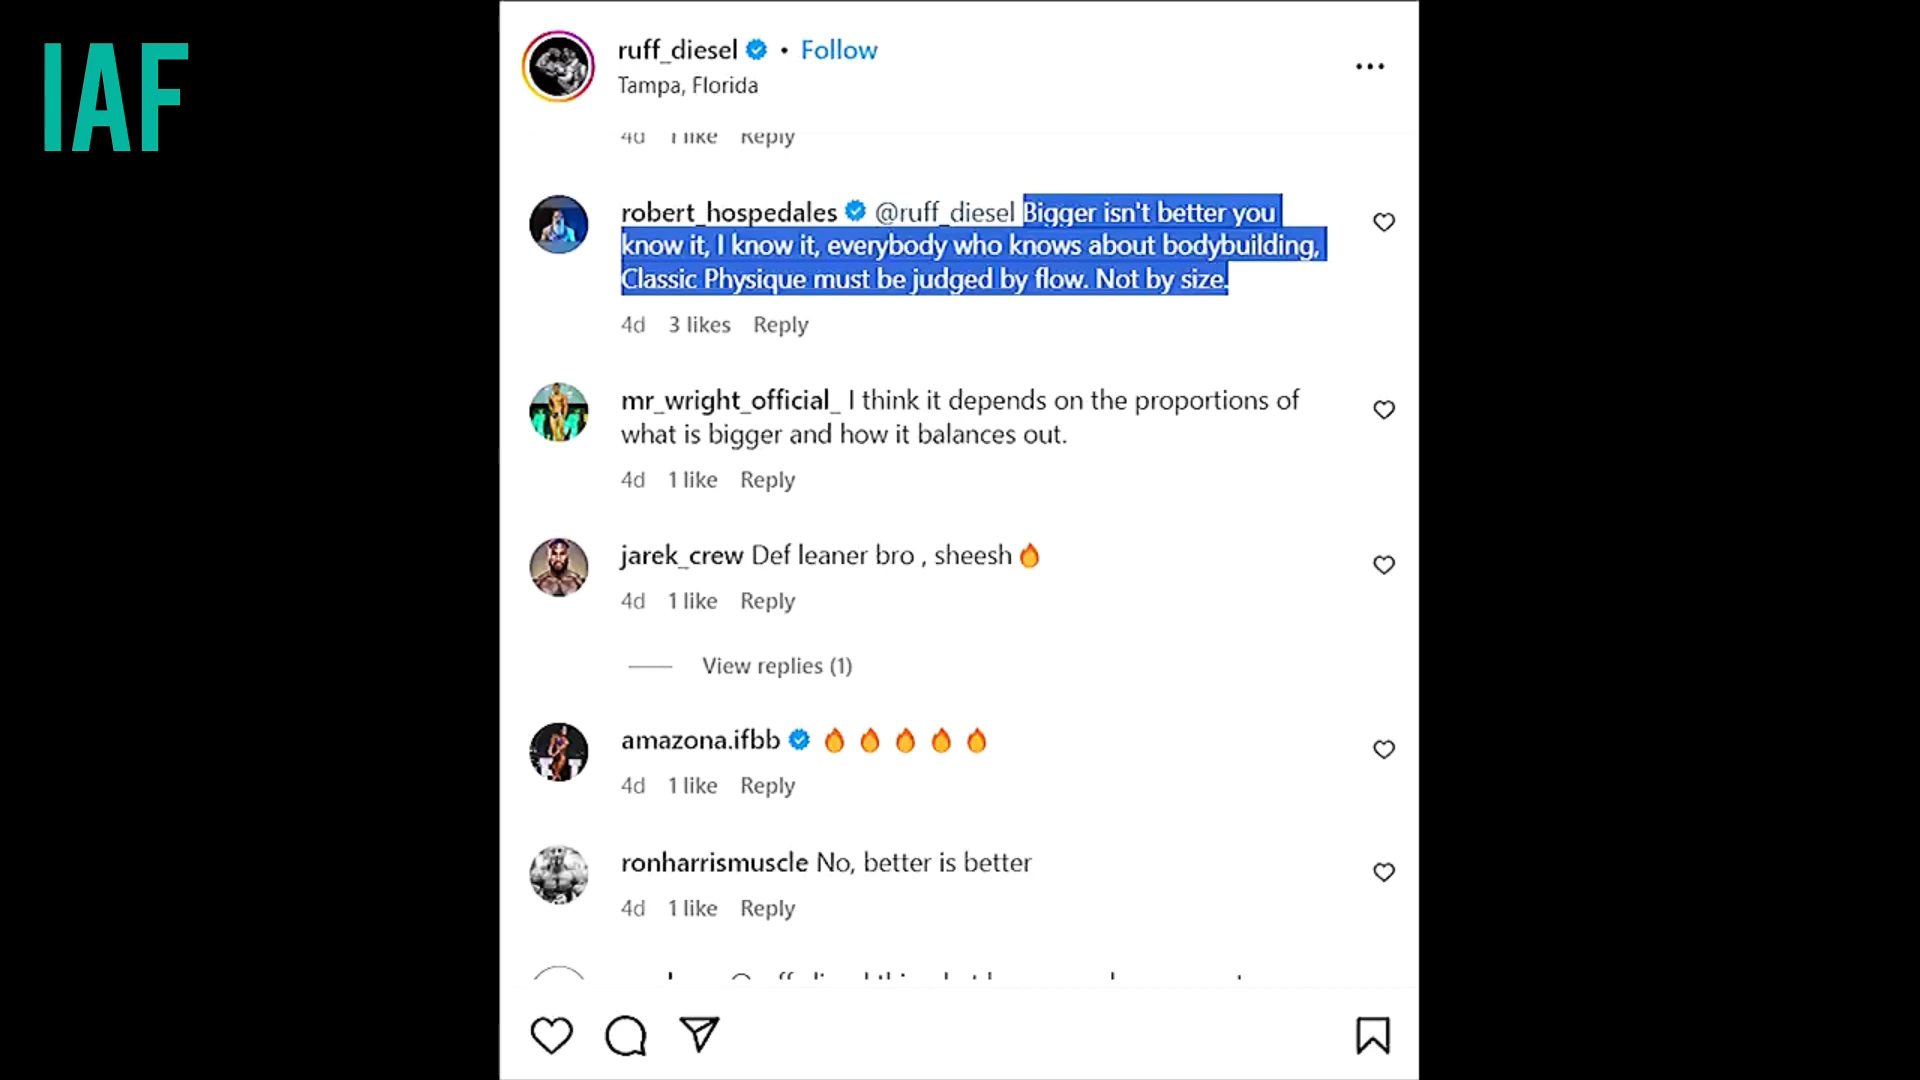 IAF
ruff_diesel • Follow
Tampa, Florida
4d 1 like Reply
robert_hospedales @ruff_diesel Bigger isn't better you
know it, I know it, everybody who knows about bodybuilding,
Classic Physique must be judged by flow. Not by size.
4d 3 likes Reply
mr_wright_official_ I think it depends on the proportions of
what is bigger and how it balances out.
4d 1 like Reply
jarek_crew Def leaner bro , sheesh🔥
4d 1 like Reply
View replies (1)
amazona.ifbb 🔥 🔥 🔥 🔥 🔥
4d 1 like Reply
ronharrismuscle No, better is better
4d 1 like Reply